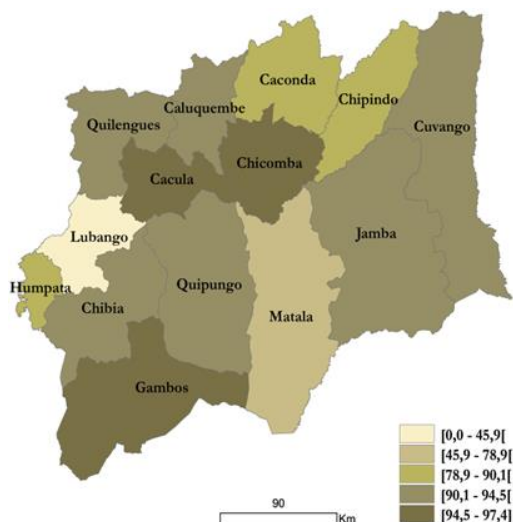 Caconda
Chipindo
Caluquembe
Quilengues
Cuvango
Chicomba
Cacula
Lubango
Jamba
Humpata
Quipungo
Chibia
Matala
Gambos
[0,0 - 45,9[
[45,9 - 78,9[
[78,9 - 90,1[
[90,1 - 94,5[
[94,5 - 97,4]
90
Km